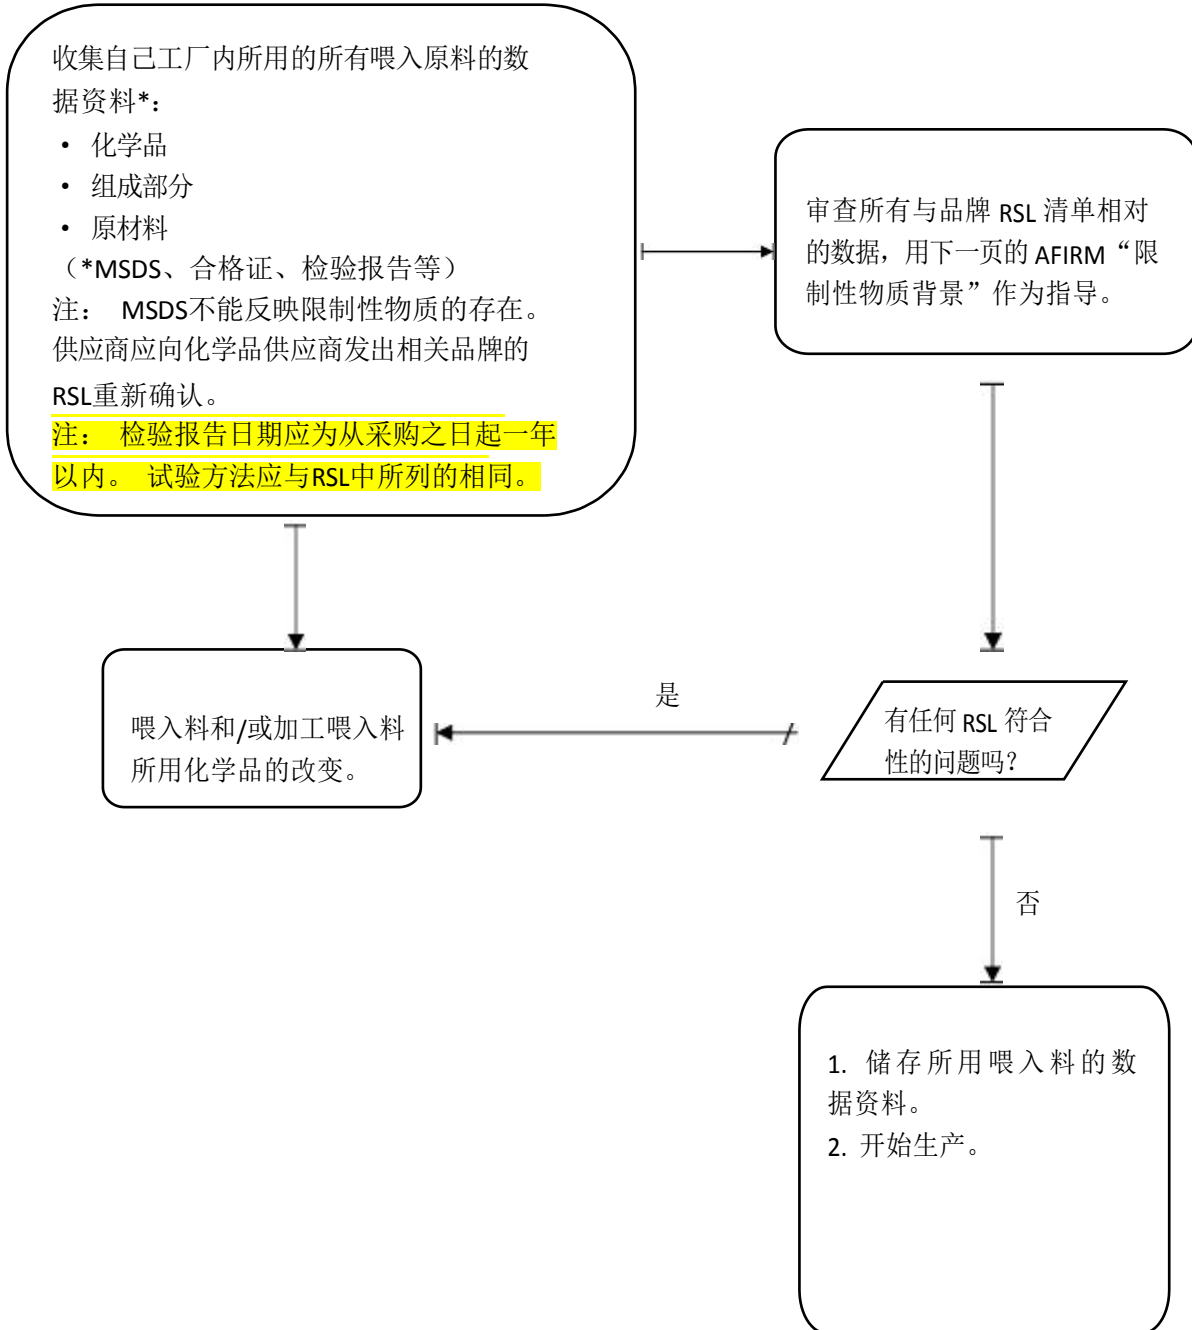 收集自己工厂内所用的所有喂入原料的数
据资料*:
• 化学品
• 组成部分
• 原材料
（*MSDS、合格证、检验报告等）
注： MSDS不能反映限制性物质的存在。
供应商应向化学品供应商发出相关品牌的
RSL重新确认。
注： 检验报告日期应为从采购之日起一年
以内。 试验方法应与RSL中所列的相同。
审查所有与品牌 RSL 清单相对
的数据，用下一页的 AFIRM“限
制性物质背景”作为指导。
有任何 RSL 符合
性的问题吗？
是
喂入料和/或加工喂入料
所用化学品的改变。
否
1. 储存所用喂入料的数
据资料。
2. 开始生产。